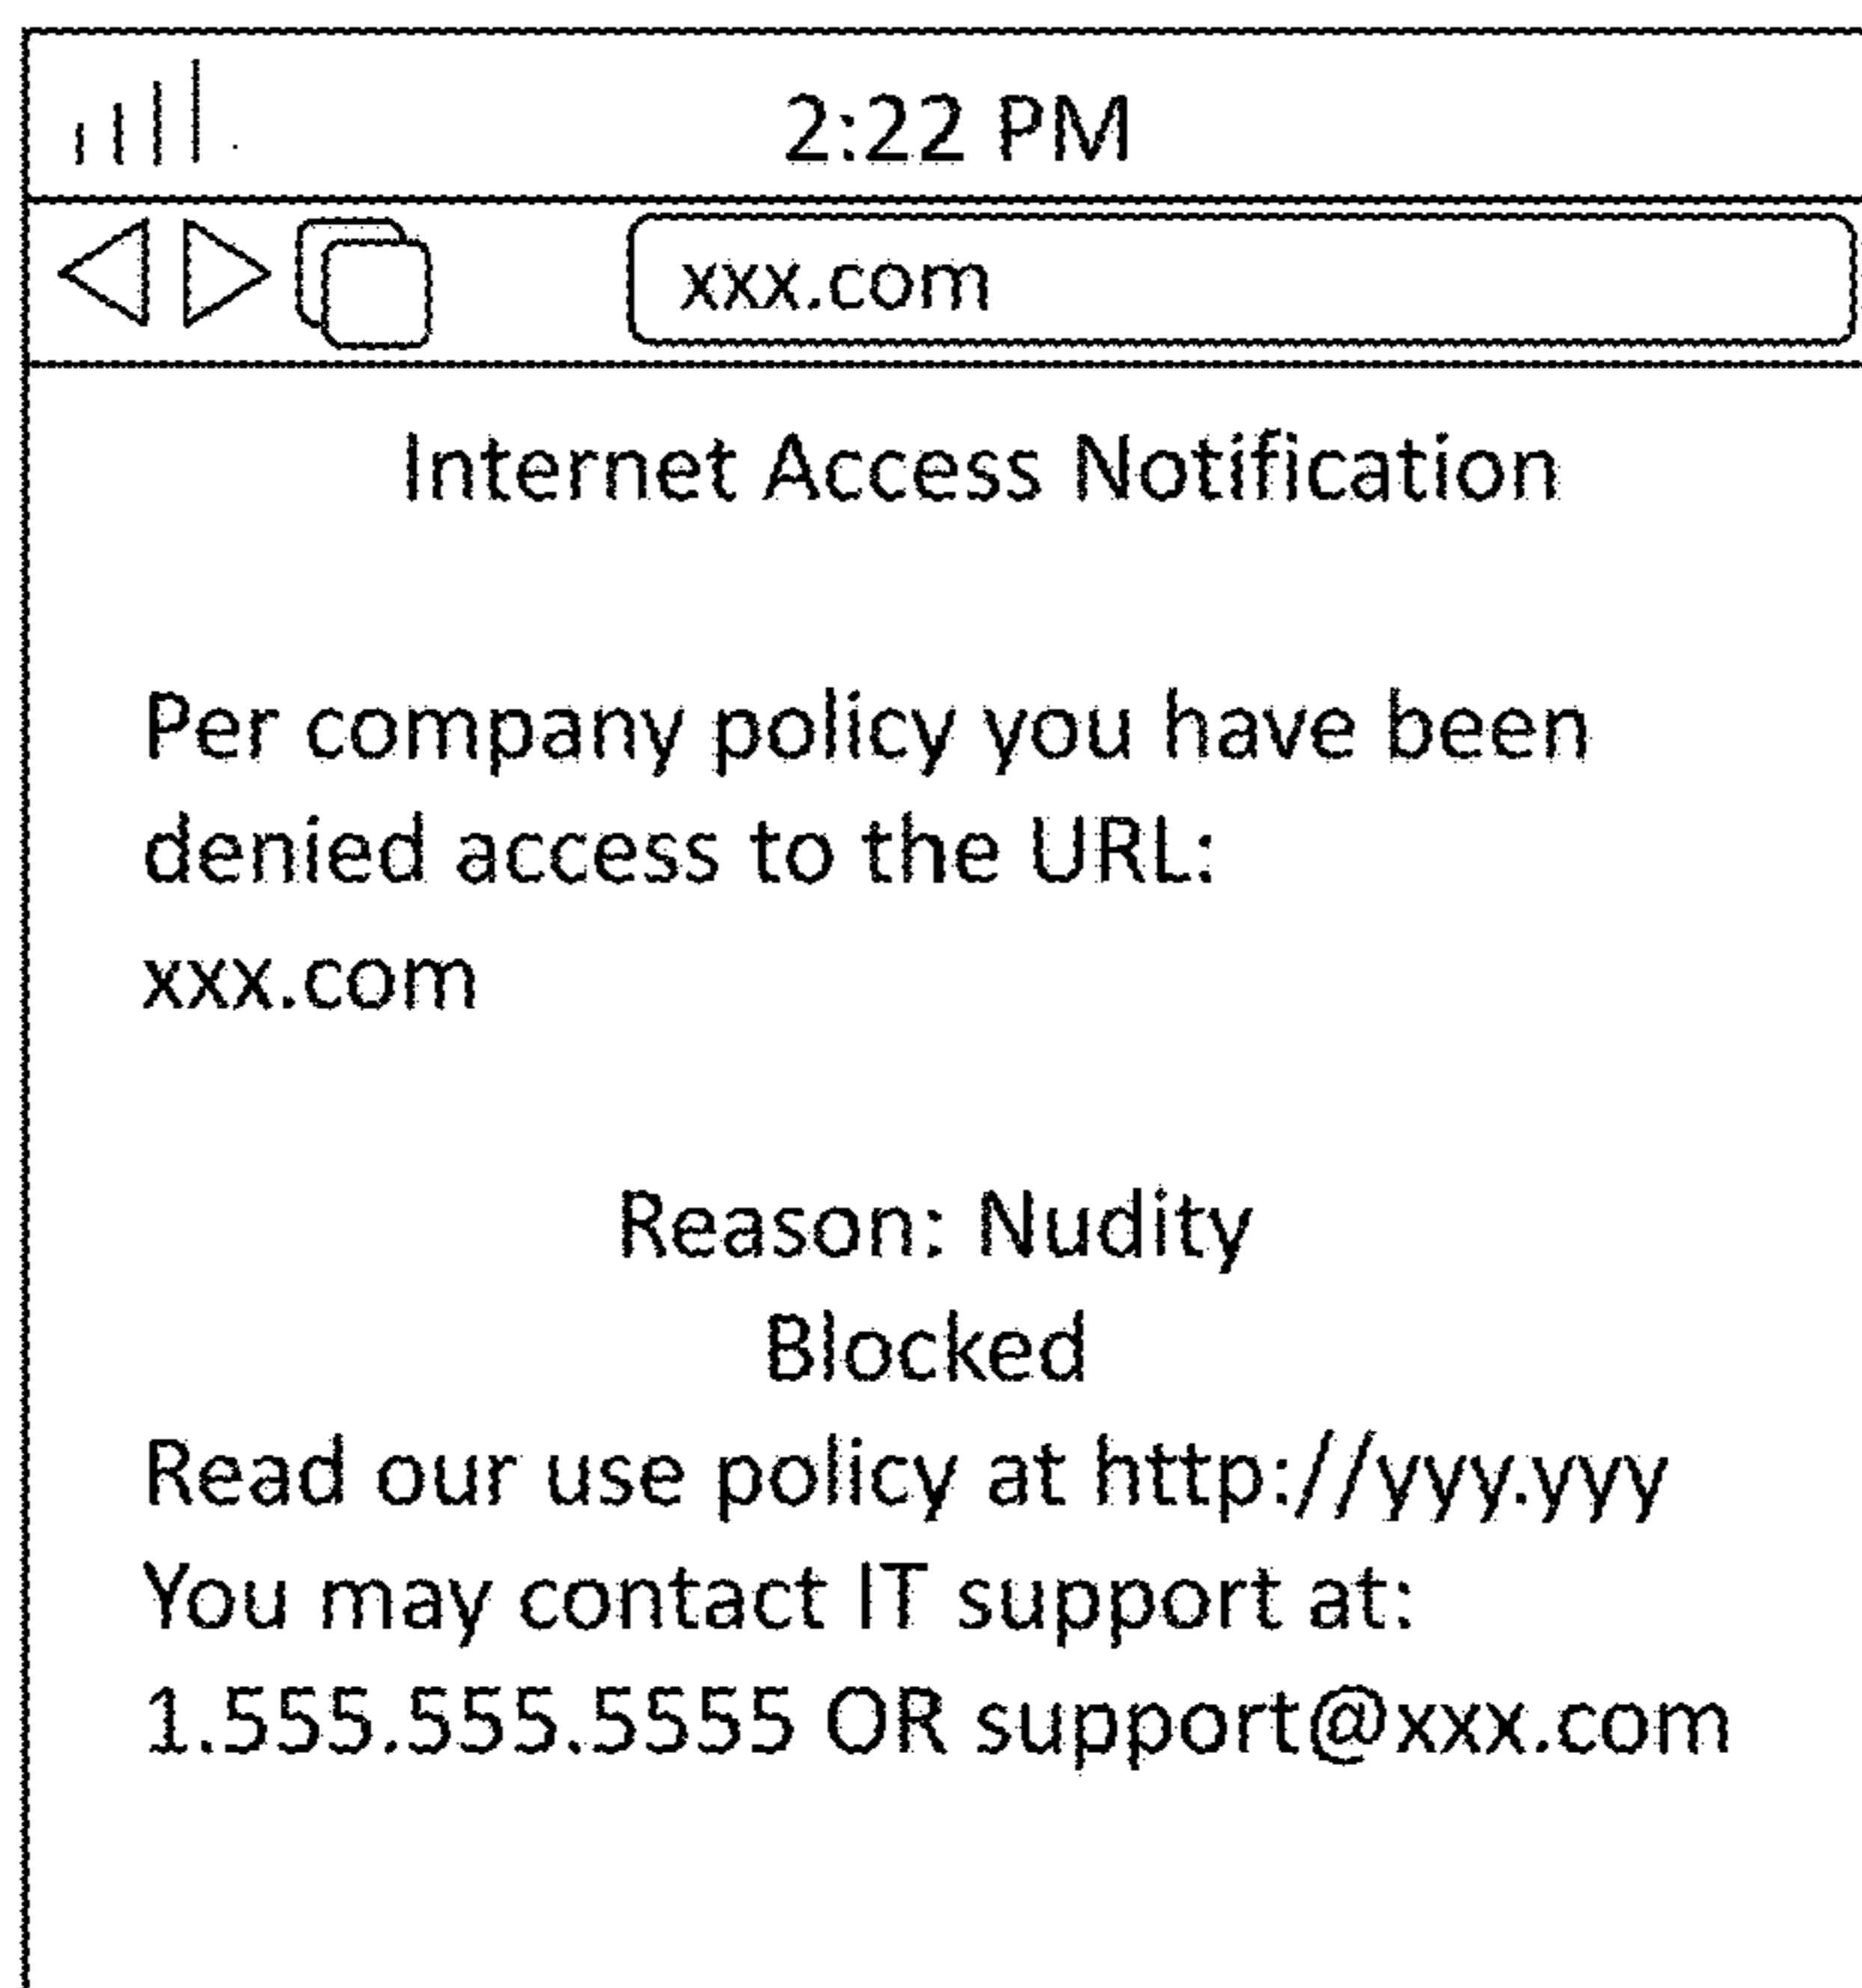 2:22 PM
xxx.com
Internet Access Notification
Per company policy you have been
denied access to the URL:
xxx.com
Reason: Nudity
Blocked
Read our use policy at http://yyy.yyy
You may contact IT support at:
1.555.555.5555 OR support@xxx.com